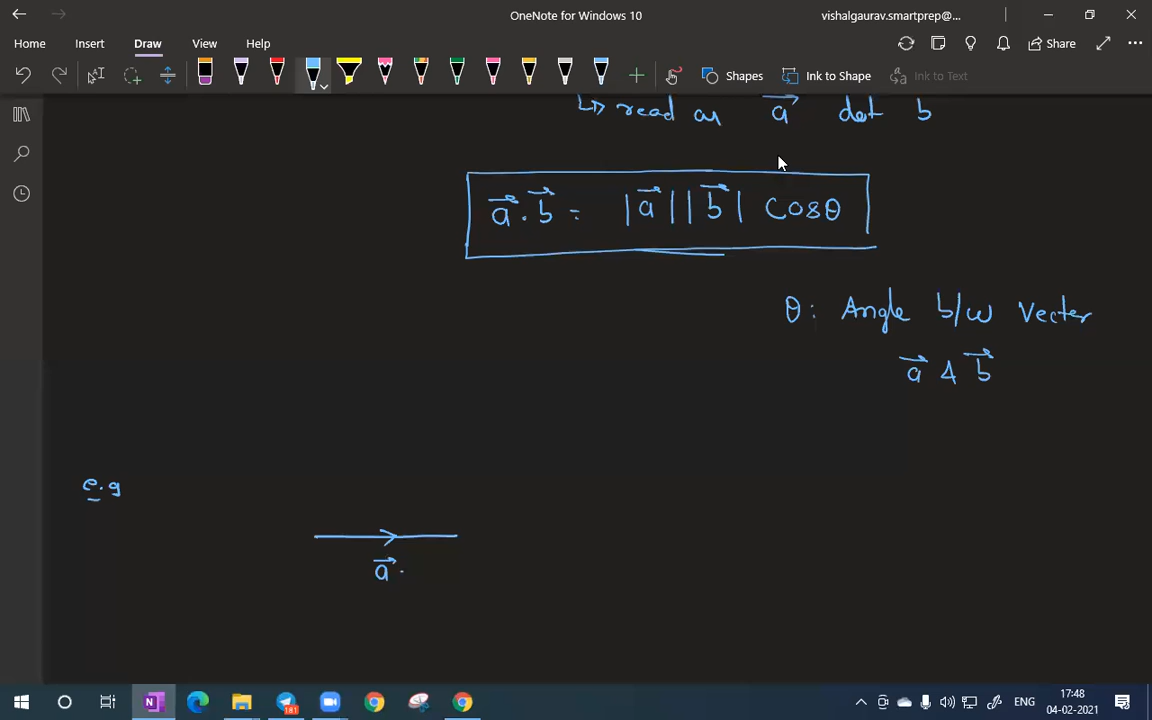 OneNote for Windows 10
vishalgaurav.smartprep@...
Home Insert Draw View Help
Share
Shapes Ink to Shape Ink to Text
↳ read as a⃗ dot b
a⃗ . b⃗ = |a⃗| |b⃗| cosθ
θ : Angle b/w Vector
a⃗ & b⃗
e.g
a⃗ .
181
ENG
17:48
04-02-2021